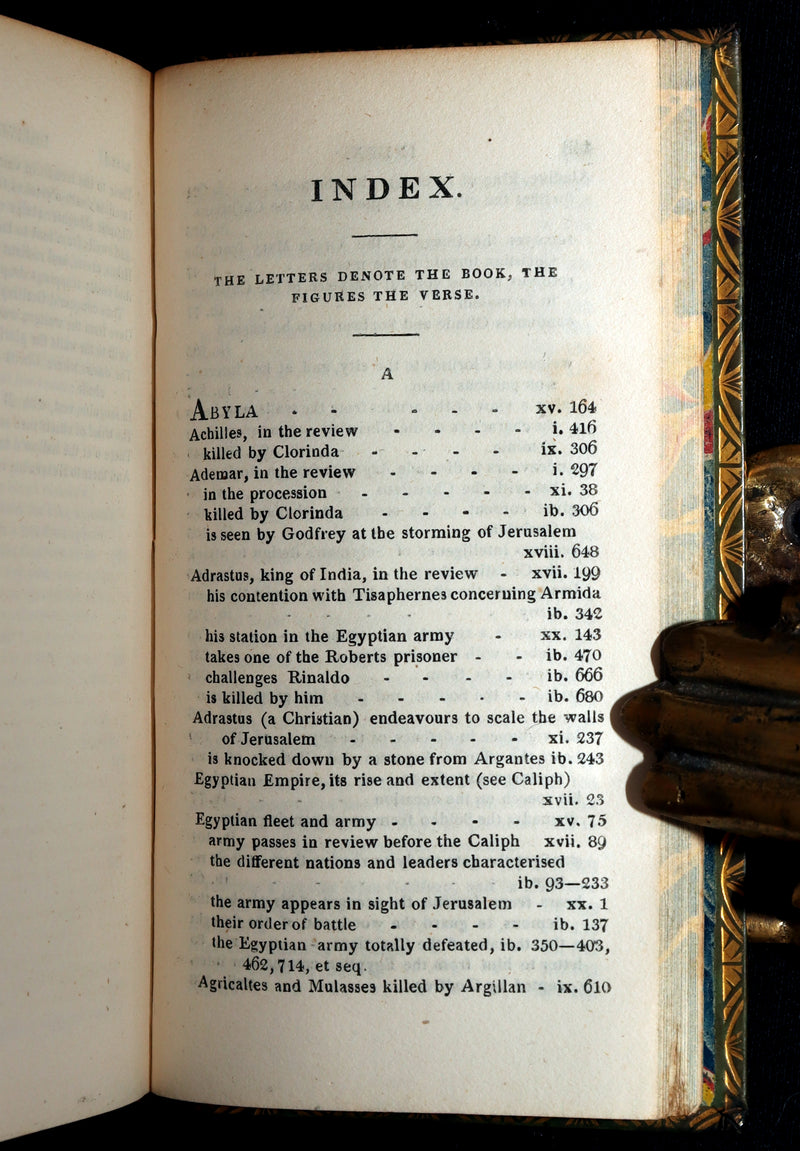 INDEX.
THE LETTERS DENOTE THE BOOK, THE
FIGURES THE VERSE.
A
ABYLA - - - - - xv. 164
Achilles, in the review - - - - i. 416
killed by Clorinda - - - - ix. 306
Ademar, in the review - - - - i. 297
in the procession - - - - - xi. 38
killed by Clorinda - - - - ib. 306
is seen by Godfrey at the storming of Jerusalem
xviii. 648
Adrastus, king of India, in the review - xvii. 199
his contention with Tisaphernes concerning Armida
ib. 342
his station in the Egyptian army - xx. 143
takes one of the Roberts prisoner - - ib. 470
challenges Rinaldo - - - - ib. 666
is killed by him - - - - - ib. 680
Adrastus (a Christian) endeavours to scale the walls
of Jerusalem - - - - - xi. 237
is knocked down by a stone from Argantes ib. 243
Egyptian Empire, its rise and extent (see Caliph)
xvii. 23
Egyptian fleet and army - - - - xv. 75
army passes in review before the Caliph xvii. 89
the different nations and leaders characterised
ib. 93—233
the army appears in sight of Jerusalem - xx. 1
their order of battle - - - - ib. 137
the Egyptian army totally defeated, ib. 350—403,
462, 714, et seq.
Agricaltes and Mulasses killed by Argillan - ix. 610